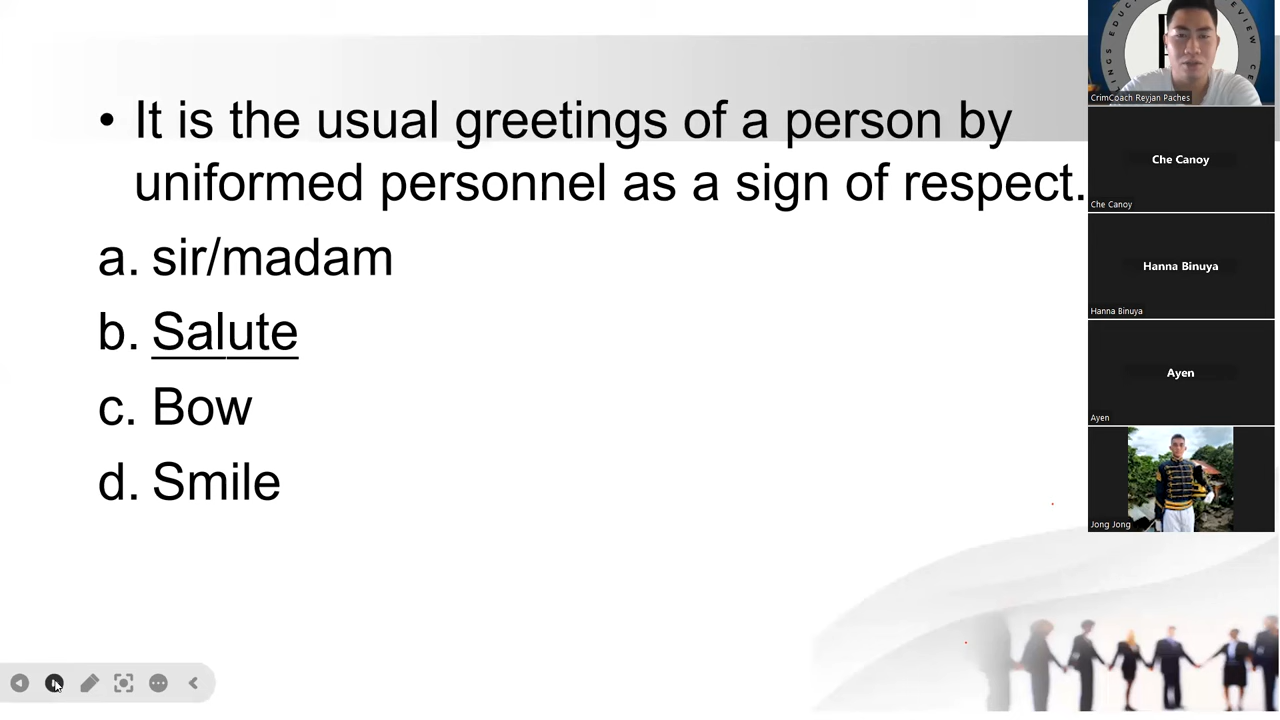 • It is the usual greetings of a person by
uniformed personnel as a sign of respect.
a. sir/madam
b. Salute
c. Bow
d. Smile
CrimCoach Reyjan Paches
Che Canoy
Che Canoy
Hanna Binuya
Hanna Binuya
Ayen
Ayen
Jong Jong